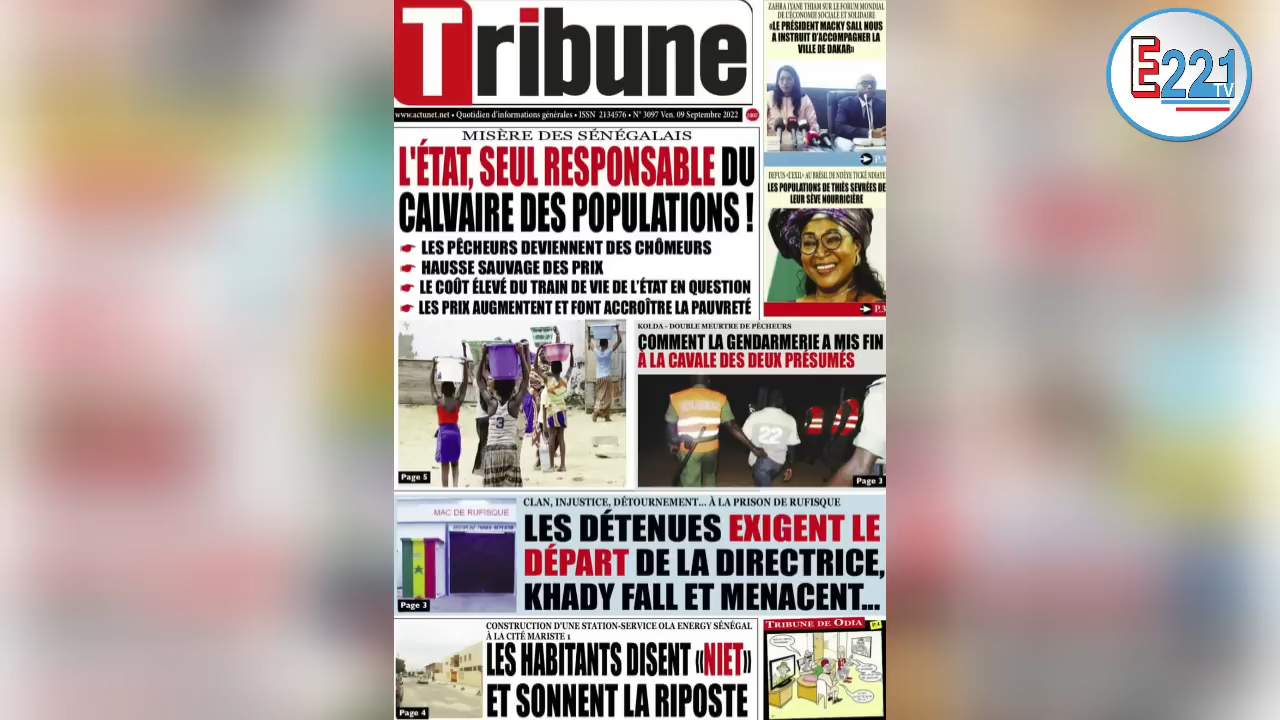 Tribune
www.actunet.net • Quotidien d'informations générales • ISSN 2134576 • N° 3097 Ven. 09 Septembre 2022
MISÈRE DES SÉNÉGALAIS
L'ÉTAT, SEUL RESPONSABLE DU
CALVAIRE DES POPULATIONS !
LES PÊCHEURS DEVIENNENT DES CHÔMEURS
HAUSSE SAUVAGE DES PRIX
LE COÛT ÉLEVÉ DU TRAIN DE VIE DE L'ÉTAT EN QUESTION
LES PRIX AUGMENTENT ET FONT ACCROÎTRE LA PAUVRETÉ
Page 5
ZAHRA IYANE THIAM SUR LE FORUM MONDIAL
DE L'ÉCONOMIE SOCIALE ET SOLIDAIRE
«LE PRÉSIDENT MACKY SALL NOUS
A INSTRUIT D'ACCOMPAGNER LA
VILLE DE DAKAR»
P.3
DEPUIS «L'EXIL» AU BRÉSIL DE NDÈYE TICKÉ NDIAYE
LES POPULATIONS DE THIÈS SEVRÉES DE
LEUR SÈVE NOURRICIÈRE
P.3
KOLDA - DOUBLE MEURTRE DE PÊCHEURS
COMMENT LA GENDARMERIE A MIS FIN
À LA CAVALE DES DEUX PRÉSUMÉS
22
3
Page 3
CLAN, INJUSTICE, DÉTOURNEMENT... À LA PRISON DE RUFISQUE
LES DÉTENUES EXIGENT LE
DÉPART DE LA DIRECTRICE,
KHADY FALL ET MENACENT...
MAC DE RUFISQUE
Page 3
CONSTRUCTION D'UNE STATION-SERVICE OLA ENERGY SÉNÉGAL
À LA CITÉ MARISTE 1
LES HABITANTS DISENT «NIET»
ET SONNENT LA RIPOSTE
Page 4
TRIBUNE DE ODIA
P.4
E221
TV